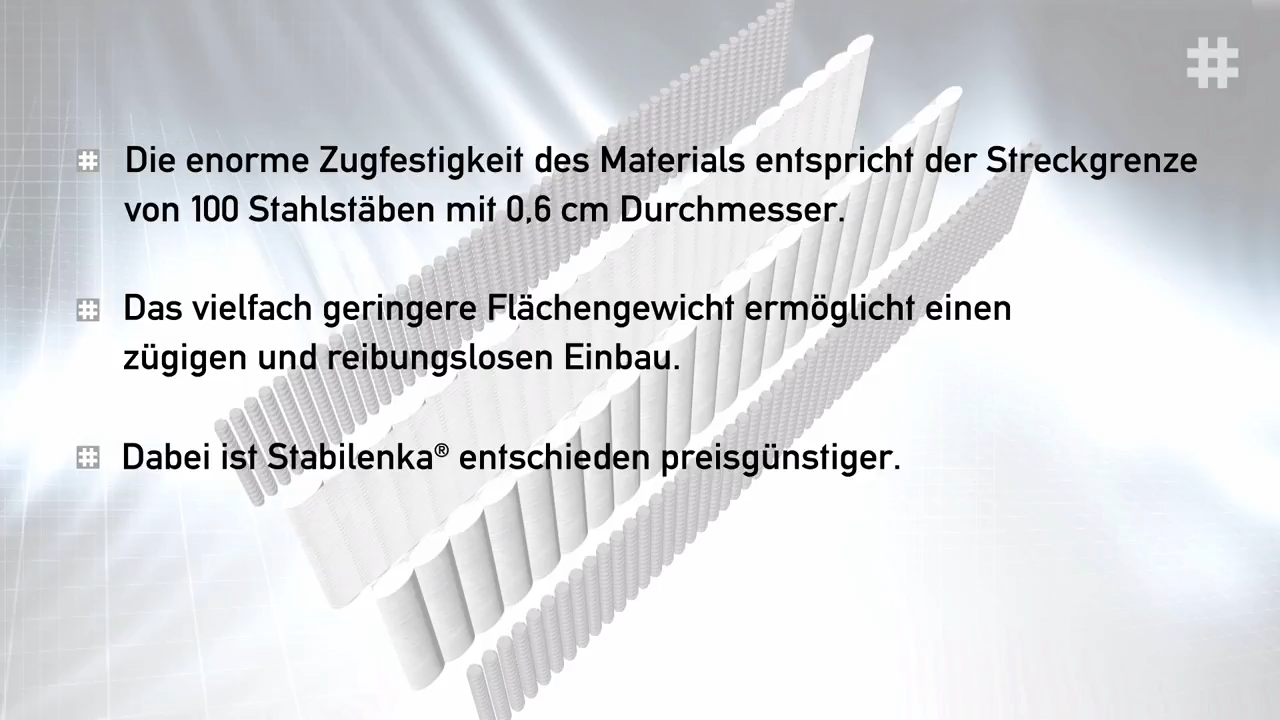 Die enorme Zugfestigkeit des Materials entspricht der Streckgrenze
von 100 Stahlstäben mit 0,6 cm Durchmesser.
Das vielfach geringere Flächengewicht ermöglicht einen
zügigen und reibungslosen Einbau.
Dabei ist Stabilenka® entschieden preisgünstiger.